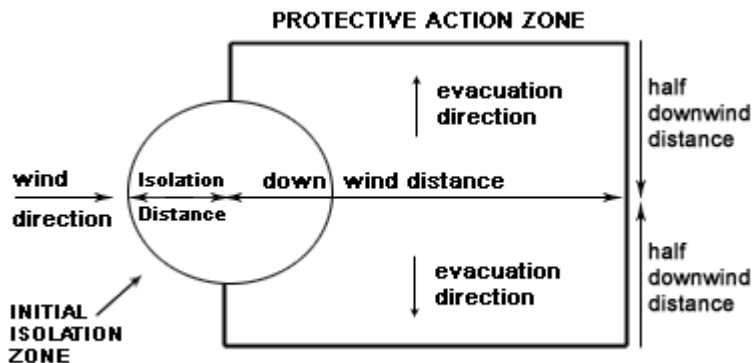 PROTECTIVE ACTION ZONE
evacuation
direction
half
downwind
distance
wind
direction
Isolation
Distance
down wind distance
evacuation
direction
half
downwind
distance
INITIAL
ISOLATION
ZONE